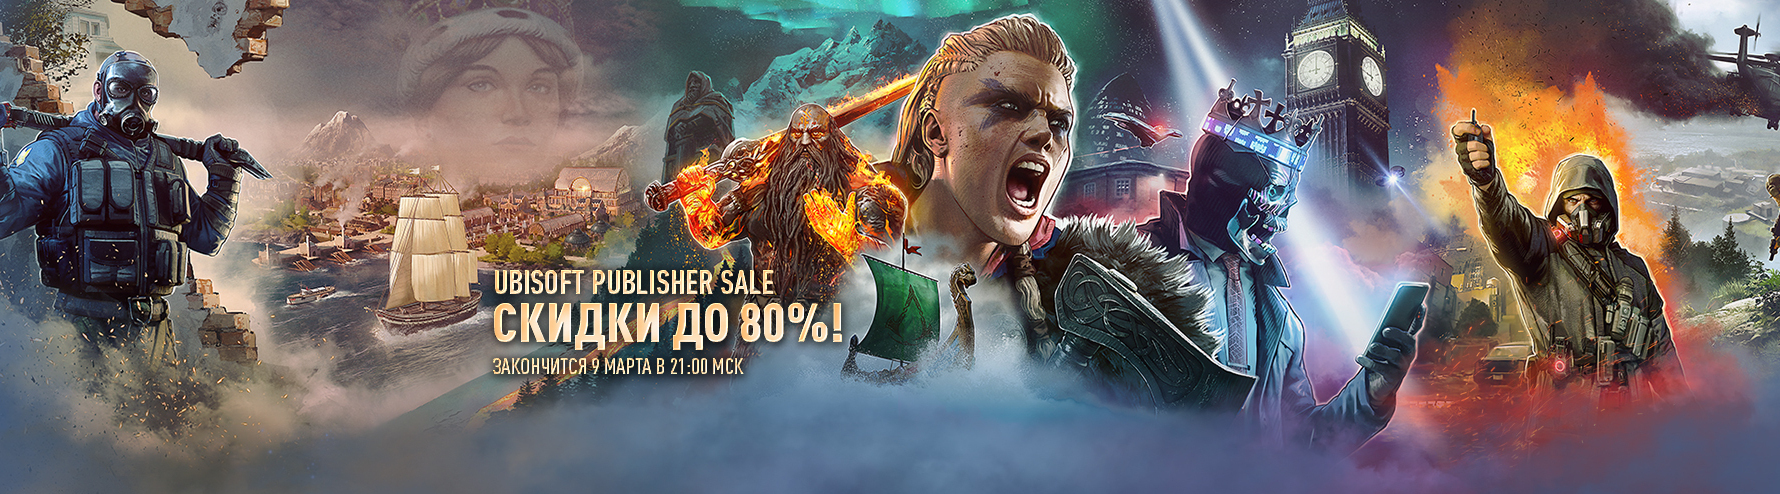 UBISOFT PUBLISHER SALE
СКИДКИ ДО 80%!
ЗАКОНЧИТСЯ 9 МАРТА В 21:00 МСК